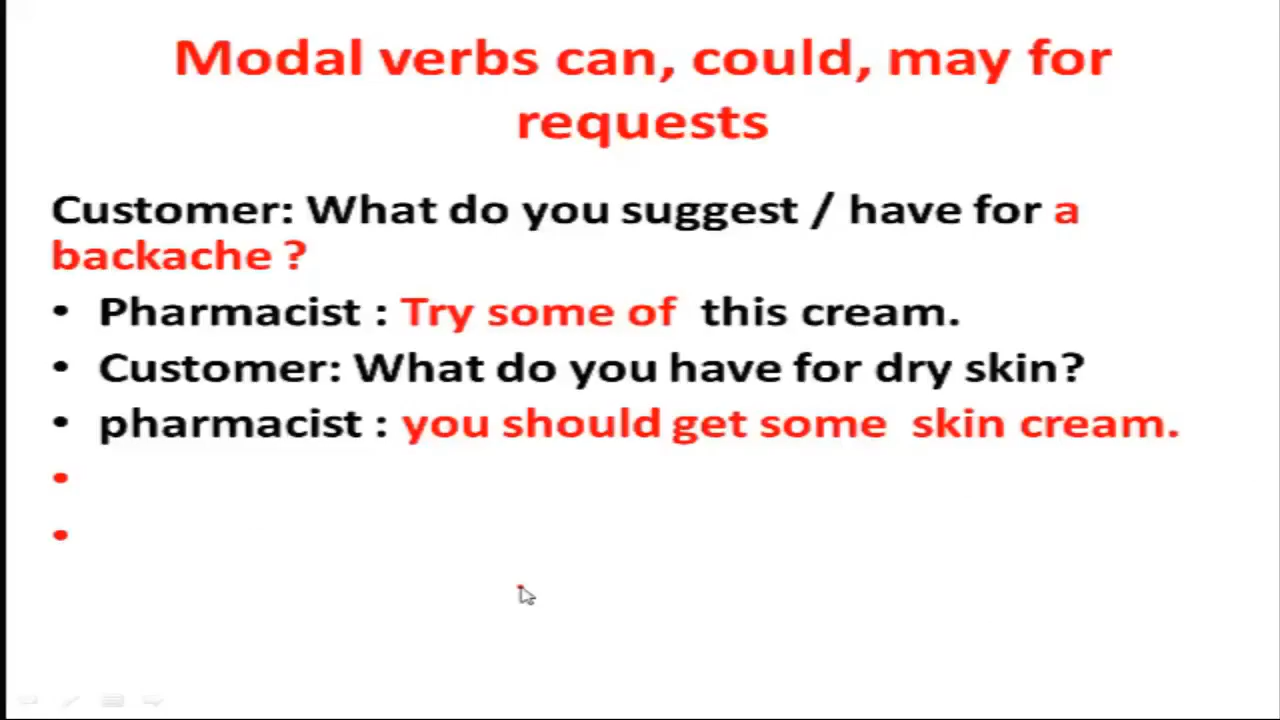 Modal verbs can, could, may for
requests
Customer: What do you suggest / have for a
backache ?
• Pharmacist : Try some of this cream.
• Customer: What do you have for dry skin?
• pharmacist : you should get some skin cream.
•
•